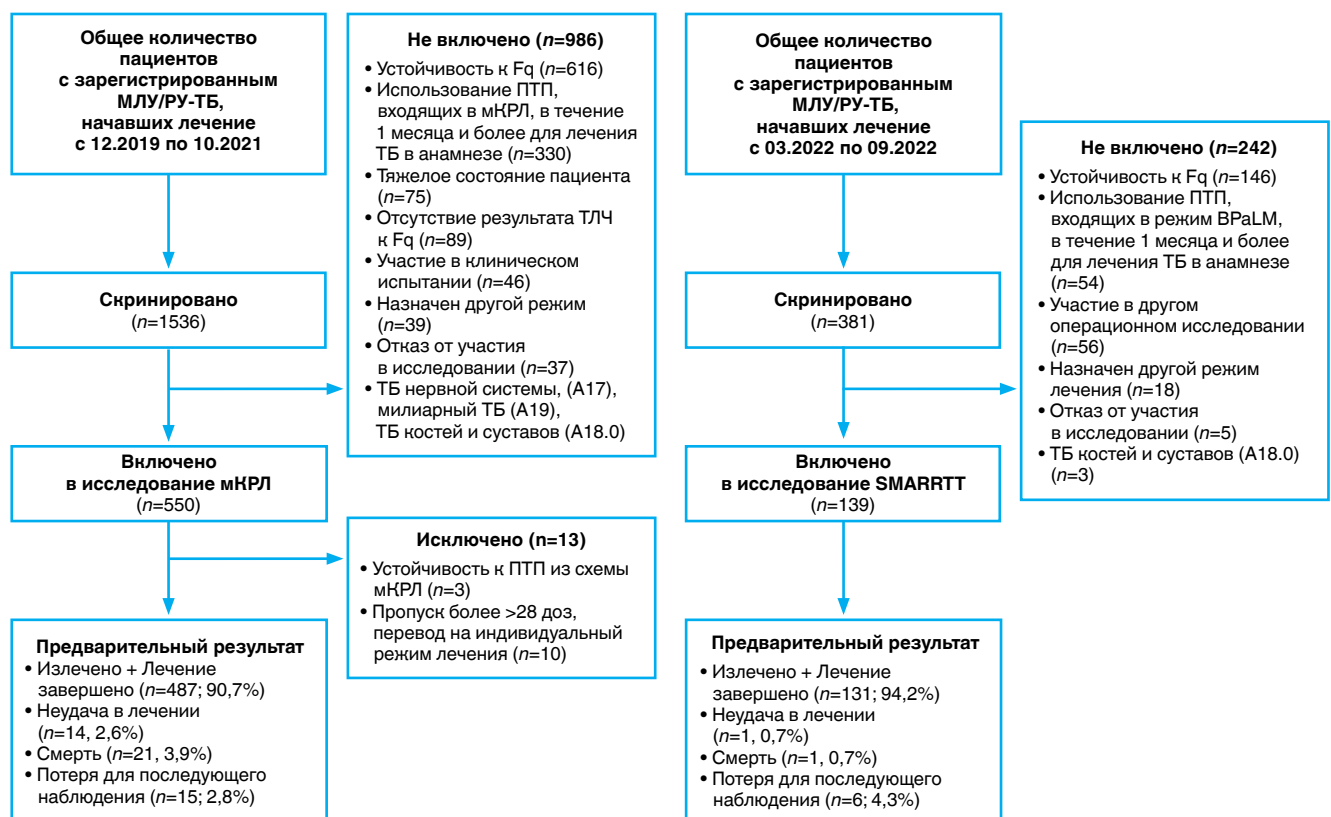 Общее количество
пациентов
с зарегистрированным
МЛУ/РУ-ТБ,
начавших лечение
с 12.2019 по 10.2021
Скринировано
(n=1536)
Включено
в исследование мКРЛ
(n=550)
Предварительный результат
• Излечено + Лечение
завершено (n=487; 90,7%)
• Неудача в лечении
(n=14, 2,6%)
• Смерть (n=21, 3,9%)
• Потеря для последующего
наблюдения (n=15; 2,8%)
Не включено (n=986)
• Устойчивость к Fq (n=616)
• Использование ПТП,
входящих в мКРЛ, в течение
1 месяца и более для лечения
ТБ в анамнезе (n=330)
• Тяжелое состояние пациента
(n=75)
• Отсутствие результата ТЛЧ
к Fq (n=89)
• Участие в клиническом
испытании (n=46)
• Назначен другой режим
(n=39)
• Отказ от участия
в исследовании (n=37)
• ТБ нервной системы, (А17),
милиарный ТБ (А19),
ТБ костей и суставов (А18.0)
Исключено (n=13)
• Устойчивость к ПТП из схемы
мКРЛ (n=3)
• Пропуск более >28 доз,
перевод на индивидуальный
режим лечения (n=10)
Общее количество
пациентов
с зарегистрированным
МЛУ/РУ-ТБ,
начавших лечение
с 03.2022 по 09.2022
Скринировано
(n=381)
Включено
в исследование SMARRTT
(n=139)
Предварительный результат
• Излечено + Лечение
завершено (n=131; 94,2%)
• Неудача в лечении
(n=1, 0,7%)
• Смерть (n=1, 0,7%)
• Потеря для последующего
наблюдения (n=6; 4,3%)
Не включено (n=242)
• Устойчивость к Fq (n=146)
• Использование ПТП,
входящих в режим BPaLM,
в течение 1 месяца и более
для лечения ТБ в анамнезе
(n=54)
• Участие в другом
операционном исследовании
(n=56)
• Назначен другой режим
лечения (n=18)
• Отказ от участия
в исследовании (n=5)
• ТБ костей и суставов (А18.0)
(n=3)